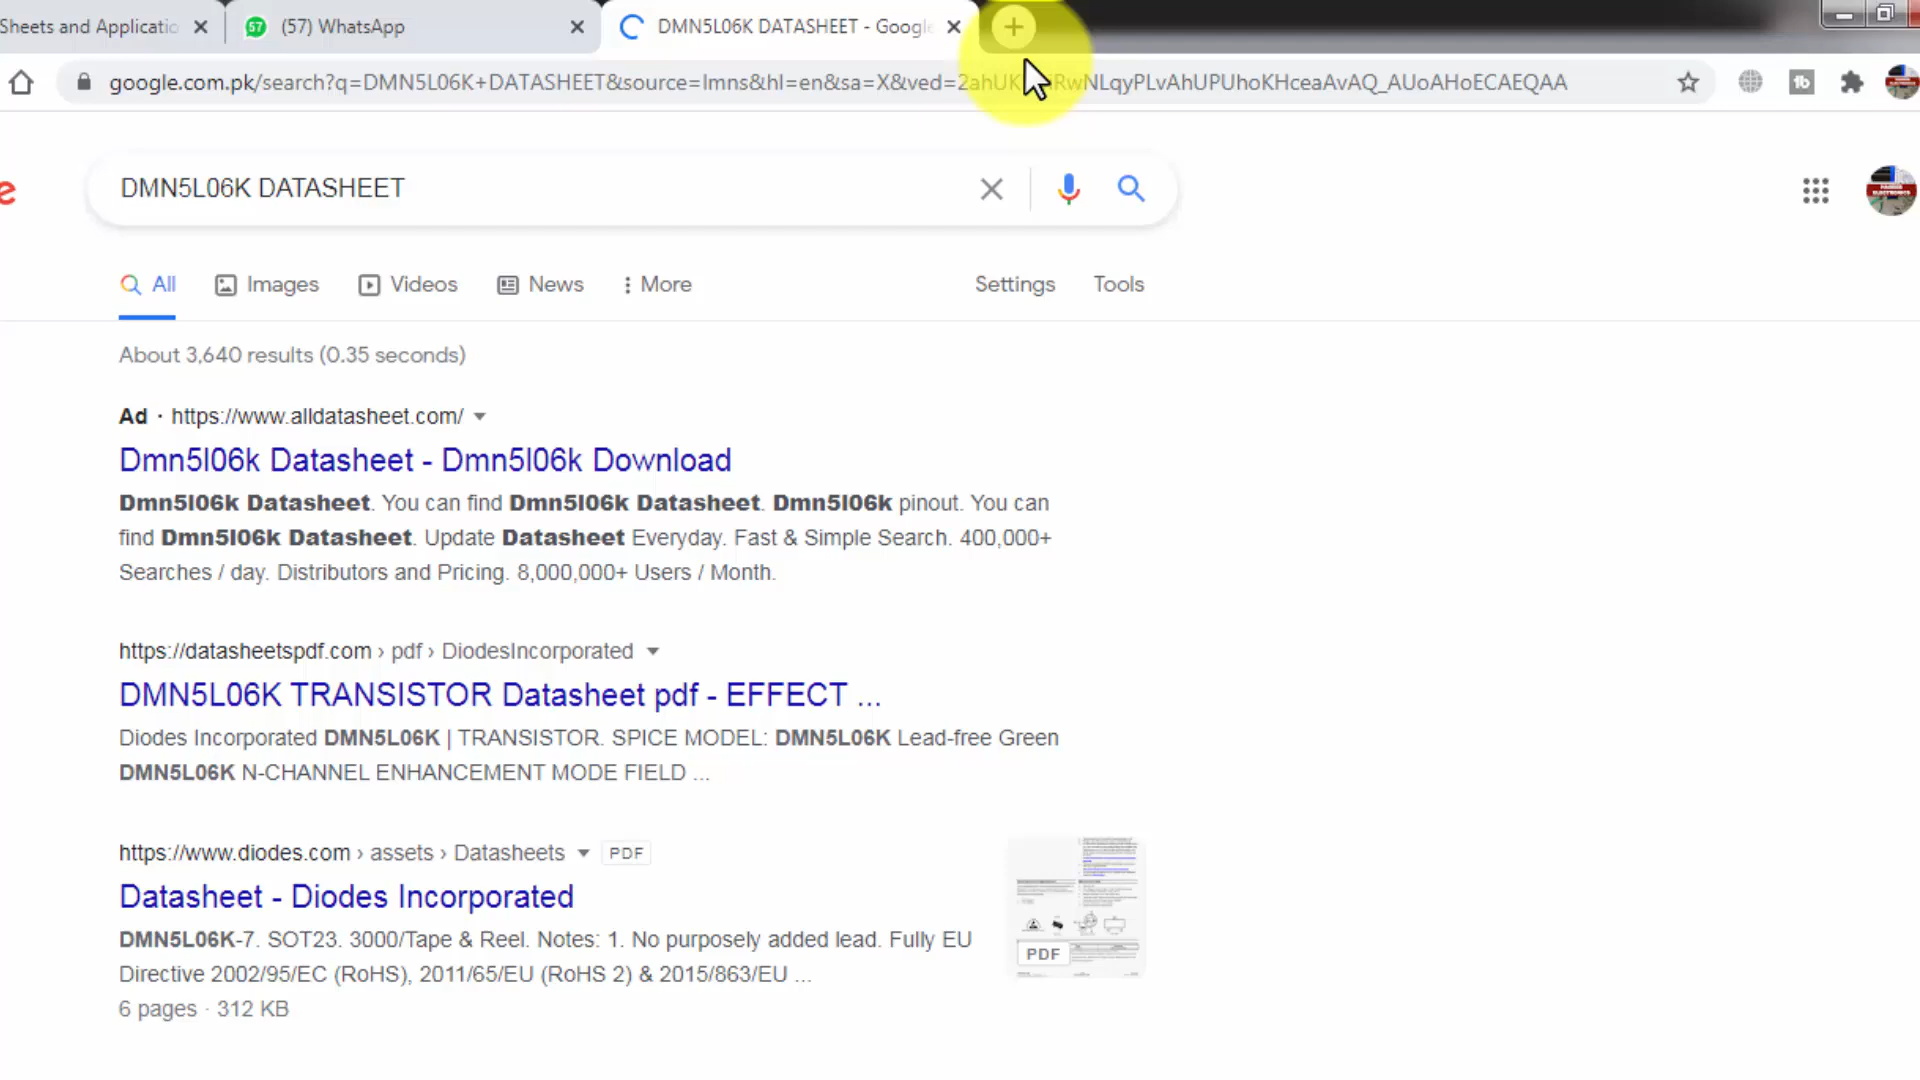 Sheets and Applicatio
57
(57) WhatsApp
DMN5L06K DATASHEET - Google
google.com.pk/search?q=DMN5L06K+DATASHEET&source=lmns&hl=en&sa=X&ved=2ahUK RwNLqyPLvAhUPUhoKHceaAvAQ_AUoAHoECAEQAA
e
DMN5L06K DATASHEET
All
Images
Videos
News
More
Settings
Tools
About 3,640 results (0.35 seconds)
Ad · https://www.alldatasheet.com/
Dmn5l06k Datasheet - Dmn5l06k Download
Dmn5l06k Datasheet. You can find Dmn5l06k Datasheet. Dmn5l06k pinout. You can
find Dmn5l06k Datasheet. Update Datasheet Everyday. Fast & Simple Search. 400,000+
Searches / day. Distributors and Pricing. 8,000,000+ Users / Month.
https://datasheetspdf.com › pdf › DiodesIncorporated
DMN5L06K TRANSISTOR Datasheet pdf - EFFECT ...
Diodes Incorporated DMN5L06K | TRANSISTOR. SPICE MODEL: DMN5L06K Lead-free Green
DMN5L06K N-CHANNEL ENHANCEMENT MODE FIELD ...
https://www.diodes.com › assets › Datasheets PDF
Datasheet - Diodes Incorporated
DMN5L06K-7. SOT23. 3000/Tape & Reel. Notes: 1. No purposely added lead. Fully EU
Directive 2002/95/EC (RoHS), 2011/65/EU (RoHS 2) & 2015/863/EU ...
6 pages · 312 KB
PDF